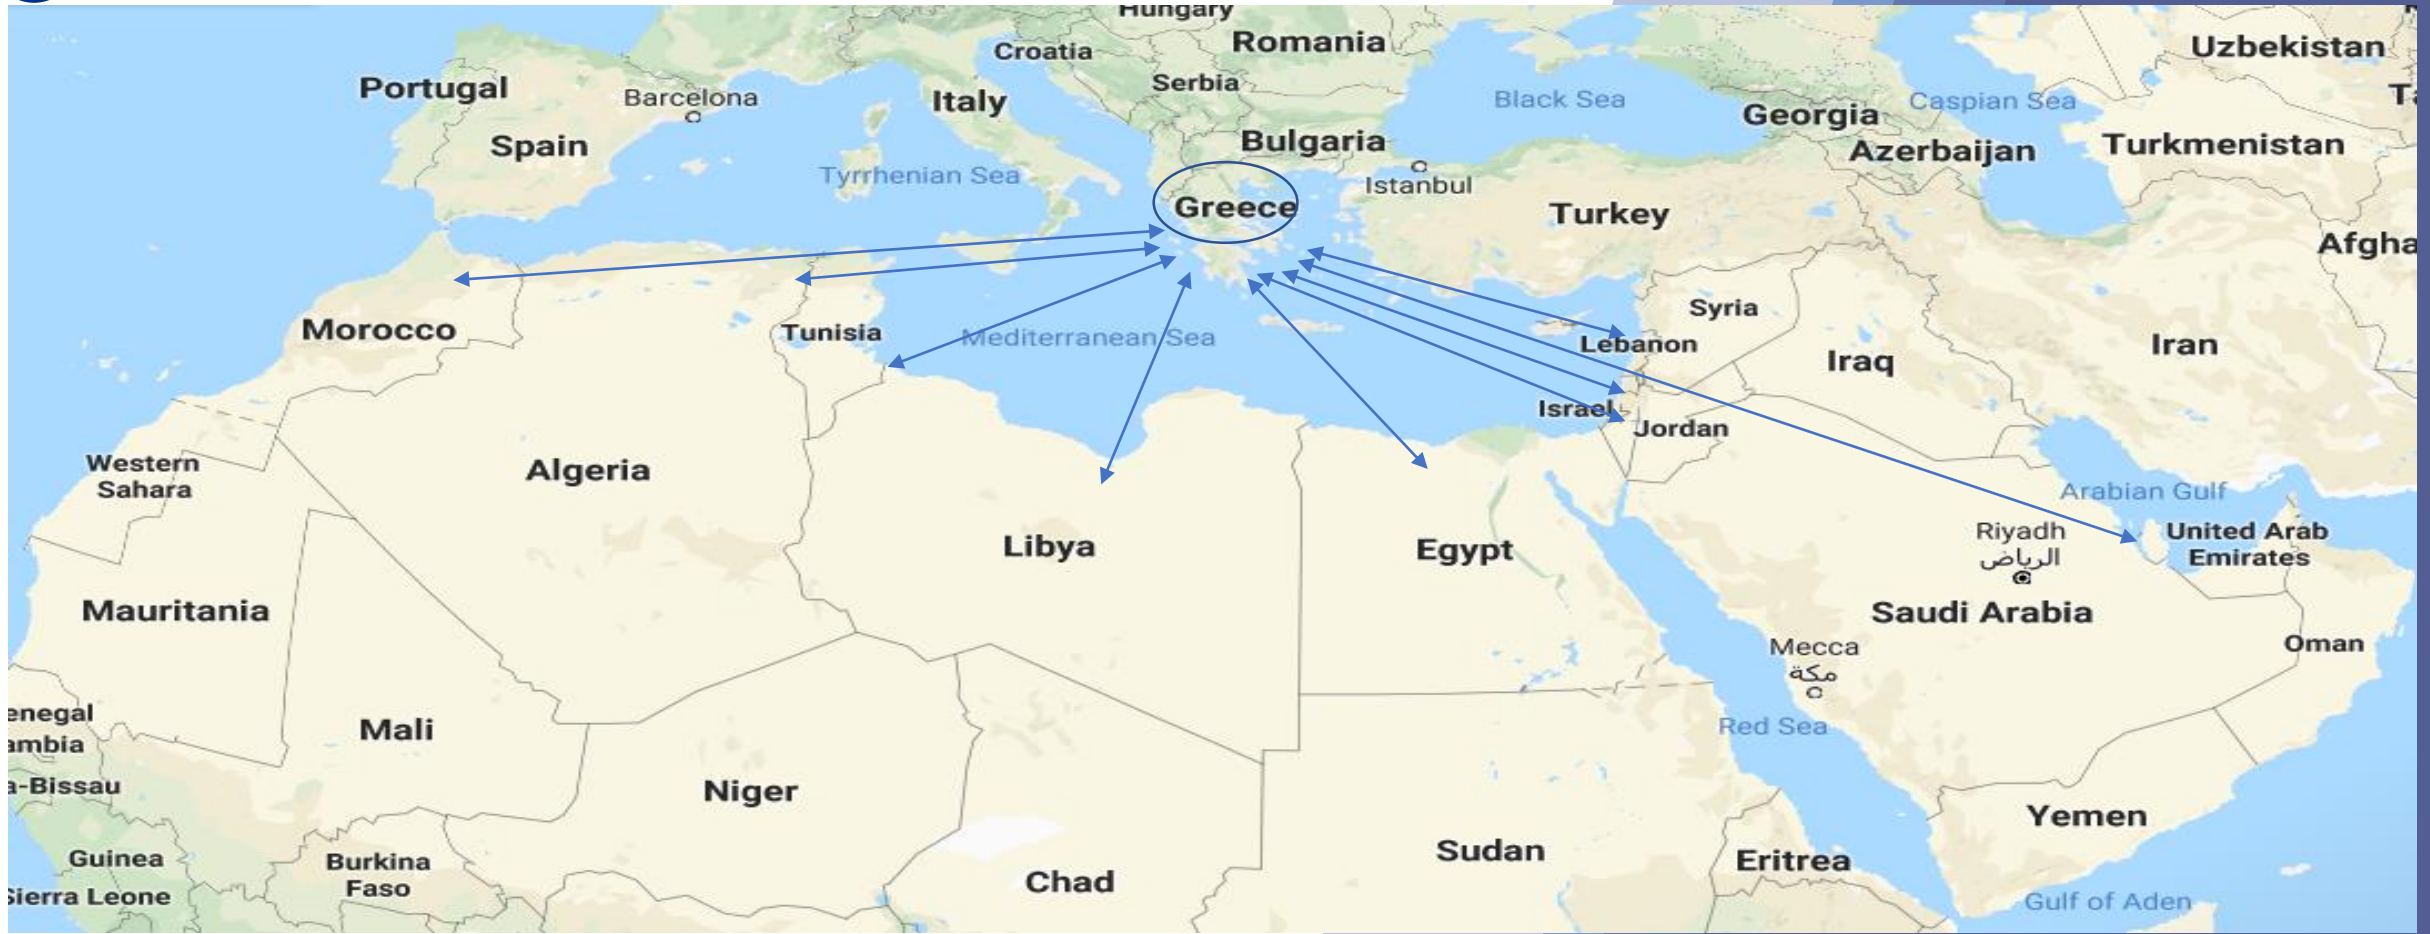 Hungary
Croatia
Romania
Uzbekistan
Portugal
Barcelona
Italy
Serbia
Black Sea
Georgia
Caspian Sea
Spain
Bulgaria
Azerbaijan
Turkmenistan
Tyrrhenian Sea
Istanbul
Greece
Turkey
Afgha
Syria
Morocco
Tunisia
Mediterranean Sea
Lebanon
Iraq
Iran
Israel
Jordan
Western
Sahara
Algeria
Arabian Gulf
Riyadh
الرياض
United Arab
Emirates
Libya
Egypt
Mauritania
Saudi Arabia
Mecca
مكة
Oman
enegal
ambia
Mali
Red Sea
a-Bissau
Niger
Yemen
Guinea
Burkina
Faso
Sudan
Eritrea
Chad
Sierra Leone
Gulf of Aden